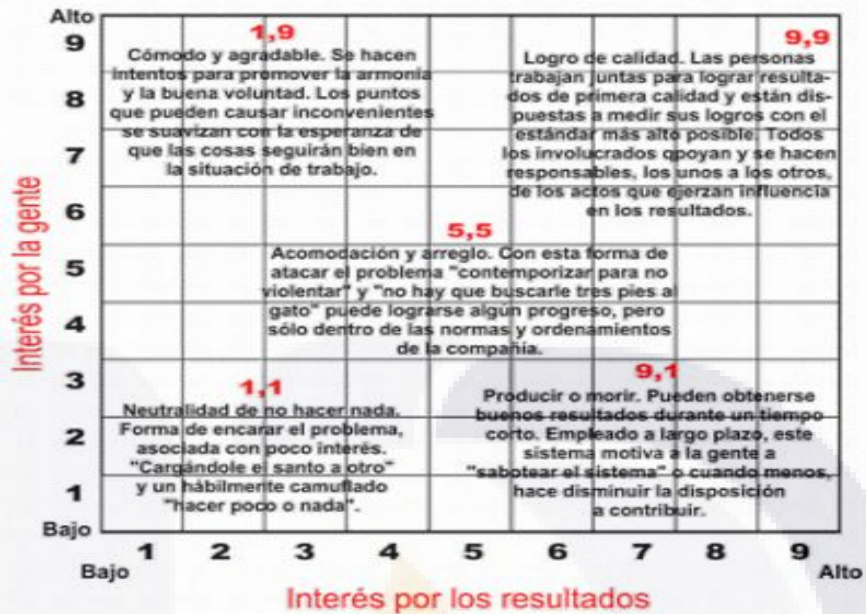 Alto
9
8
7
6
5
4
3
2
1
Bajo
Interés por la gente
1,9
Cómodo y agradable. Se hacen
intentos para promover la armonía
y la buena voluntad. Los puntos
que pueden causar inconvenientes
se suavizan con la esperanza de
que las cosas seguirán bien en
la situación de trabajo.
9,9
Logro de calidad. Las personas
trabajan juntas para lograr resulta-
dos de primera calidad y están dis-
puestas a medir sus logros con el
estándar más alto posible. Todos
los involucrados qpoyan y se hacen
responsables, los unos a los otros,
de los actos que ejerzan influencia
en los resultados.
5,5
Acomodación y arreglo. Con esta forma de
atacar el problema "contemporizar para no
violentar" y "no hay que buscarle tres pies al
gato" puede lograrse algún progreso, pero
sólo dentro de las normas y ordenamientos
de la compañía.
1,1
Neutralidad de no hacer nada.
Forma de encarar el problema,
asociada con poco interés.
"Cargándole el santo a otro"
y un hábilmente camuflado
"hacer poco o nada".
9,1
Producir o morir. Pueden obtenerse
buenos resultados durante un tiempo
corto. Empleado a largo plazo, este
sistema motiva a la gente a
"sabotear el sistema" o cuando menos,
hace disminuir la disposición
a contribuir.
1 2 3 4 5 6 7 8 9
Bajo
Alto
Interés por los resultados